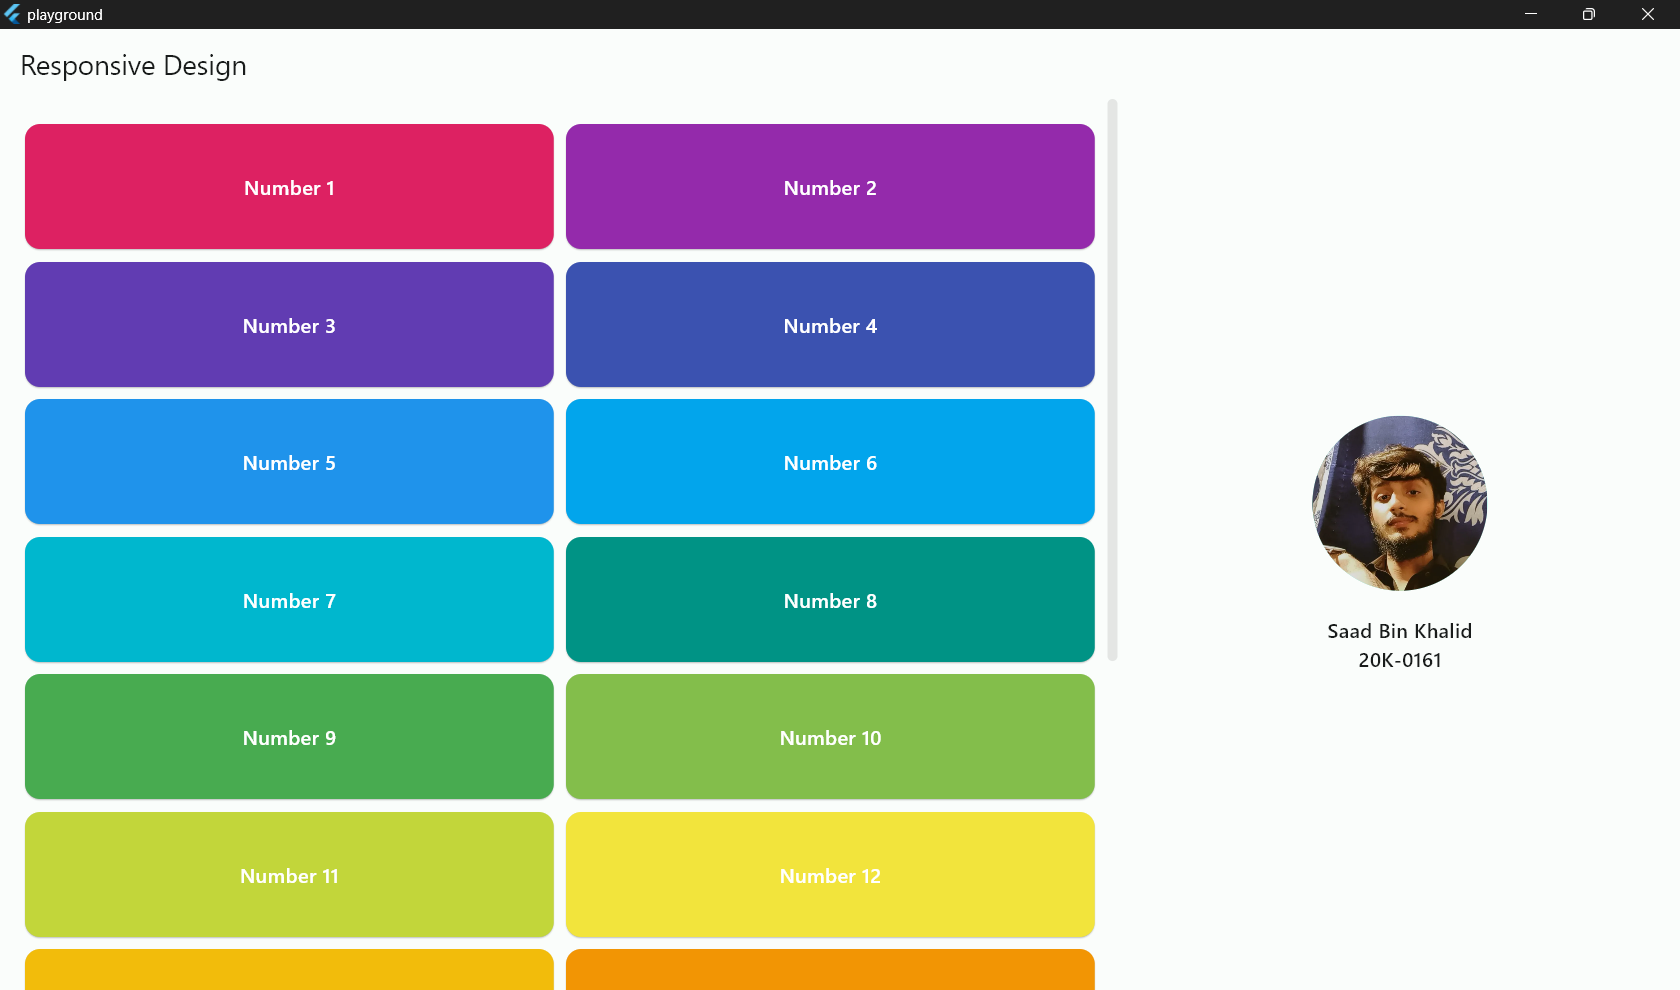 playground
Responsive Design
Number 1
Number 2
Number 3
Number 4
Number 5
Number 6
Number 7
Number 8
Number 9
Number 10
Number 11
Number 12
Saad Bin Khalid
20K-0161